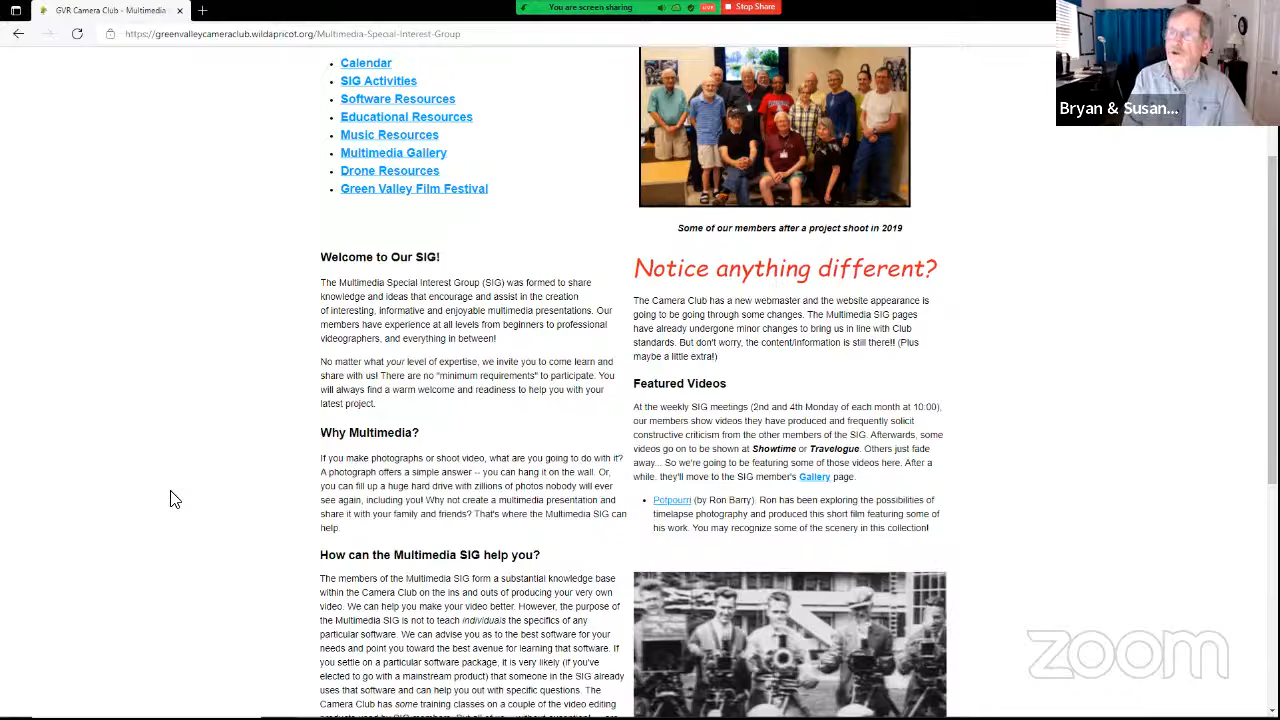 GVR Camera Club - Multimedia
You are screen sharing
LIVE
Stop Share
https://greenvalleycameraclub.wildapricot.org/Multimedia-Special-Interest-Group
Bryan & Susan...
Calendar
SIG Activities
Software Resources
Educational Resources
Music Resources
Multimedia Gallery
Drone Resources
Green Valley Film Festival
Some of our members after a project shoot in 2019
Welcome to Our SIG!
The Multimedia Special Interest Group (SIG) was formed to share
knowledge and ideas that encourage and assist in the creation
of interesting, informative and enjoyable multimedia presentations. Our
members have experience at all levels from beginners to professional
videographers, and everything in between!
No matter what your level of expertise, we invite you to come learn and
share with us! There are no "minimum requirements" to participate. You
will always find a warm welcome and readiness to help you with your
latest project.
Why Multimedia?
If you make photographs or shoot video, what are you going to do with it?
A photograph offers a simple answer -- you can hang it on the wall. Or,
you can fill up a huge hard drive with zillions of photos nobody will ever
see again, including you! Why not create a multimedia presentation and
share it with your family and friends? That's where the Multimedia SIG can
help.
How can the Multimedia SIG help you?
The members of the Multimedia SIG form a substantial knowledge base
within the Camera Club on the ins and outs of producing your very own
video. We can help you make your video better. However, the purpose of
the Multimedia SIG is not to teach individuals the specifics of any
particular software. We can advise you as to the best software for your
needs and point you toward the best avenue for learning that software. If
you settle on a particular software package, it is very likely (if you've
elected to go with a mainstream product) that someone in the SIG already
uses that software and can help you out with specific questions. The
Camera Club has some training classes on a couple of the video editing
Notice anything different?
The Camera Club has a new webmaster and the website appearance is
going to be going through some changes. The Multimedia SIG pages
have already undergone minor changes to bring us in line with Club
standards. But don't worry, the content/information is still there!! (Plus
maybe a little extra!)
Featured Videos
At the weekly SIG meetings (2nd and 4th Monday of each month at 10:00),
our members show videos they have produced and frequently solicit
constructive criticism from the other members of the SIG. Afterwards, some
videos go on to be shown at Showtime or Travelogue. Others just fade
away... So we're going to be featuring some of those videos here. After a
while, they'll move to the SIG member's Gallery page.
Potpourri (by Ron Barry). Ron has been exploring the possibilities of
timelapse photography and produced this short film featuring some of
his work. You may recognize some of the scenery in this collection!
zoom